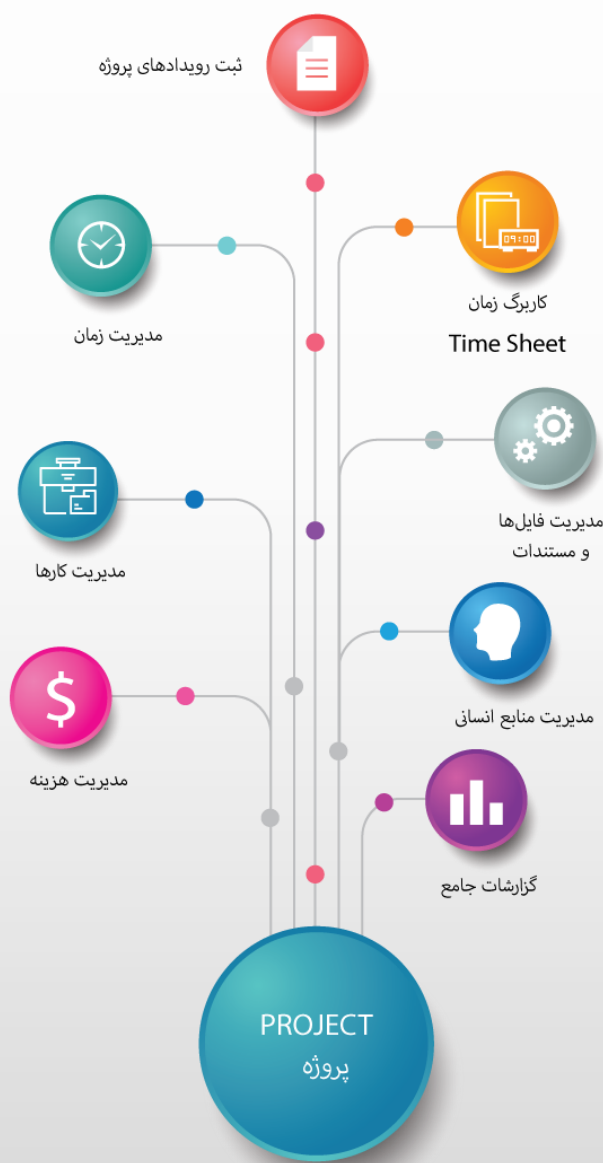 ثبت رویدادهای پروژه
کاربرگ زمان
Time Sheet
مدیریت زمان
مدیریت فایل‌ها
و مستندات
مدیریت کارها
مدیریت منابع انسانی
مدیریت هزینه
گزارشات جامع
PROJECT
پروژه
09:00
$